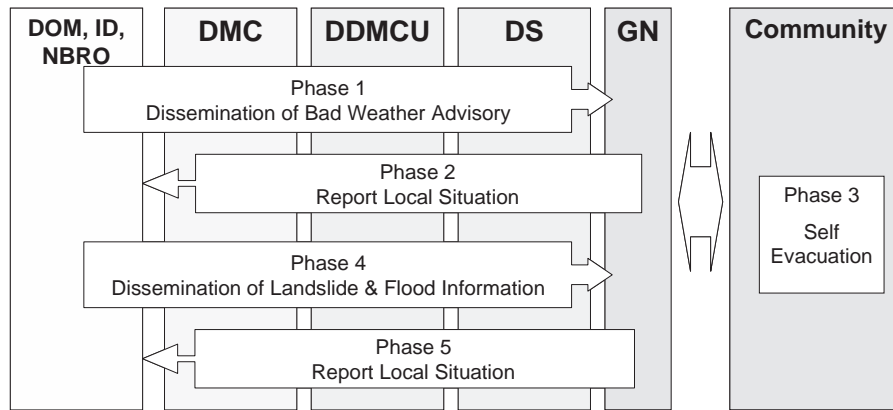 DOM, ID,
NBRO
DMC
DDMCU
DS
GN
Community
Phase 1
Dissemination of Bad Weather Advisory
Phase 2
Report Local Situation
Phase 3
Self
Evacuation
Phase 4
Dissemination of Landslide & Flood Information
Phase 5
Report Local Situation